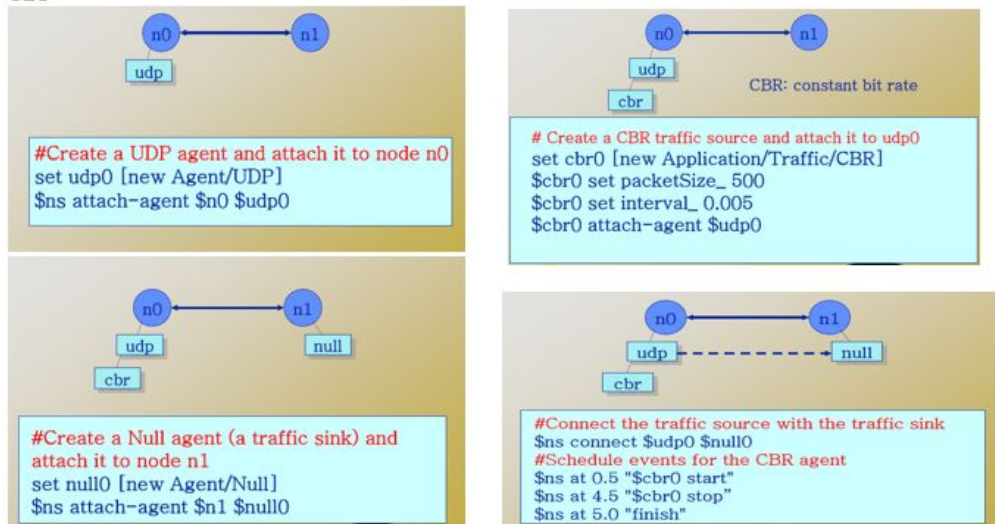 n0
n1
udp
#Create a UDP agent and attach it to node n0
set udp0 [new Agent/UDP]
$ns attach-agent $n0 $udp0
n0
n1
udp
cbr
CBR: constant bit rate
# Create a CBR traffic source and attach it to udp0
set cbr0 [new Application/Traffic/CBR]
$cbr0 set packetSize_ 500
$cbr0 set interval_ 0.005
$cbr0 attach-agent $udp0
n0
n1
udp
null
cbr
#Create a Null agent (a traffic sink) and
attach it to node n1
set null0 [new Agent/Null]
$ns attach-agent $n1 $null0
n0
n1
udp
null
cbr
#Connect the traffic source with the traffic sink
$ns connect $udp0 $null0
#Schedule events for the CBR agent
$ns at 0.5 "$cbr0 start"
$ns at 4.5 "$cbr0 stop”
$ns at 5.0 "finish"